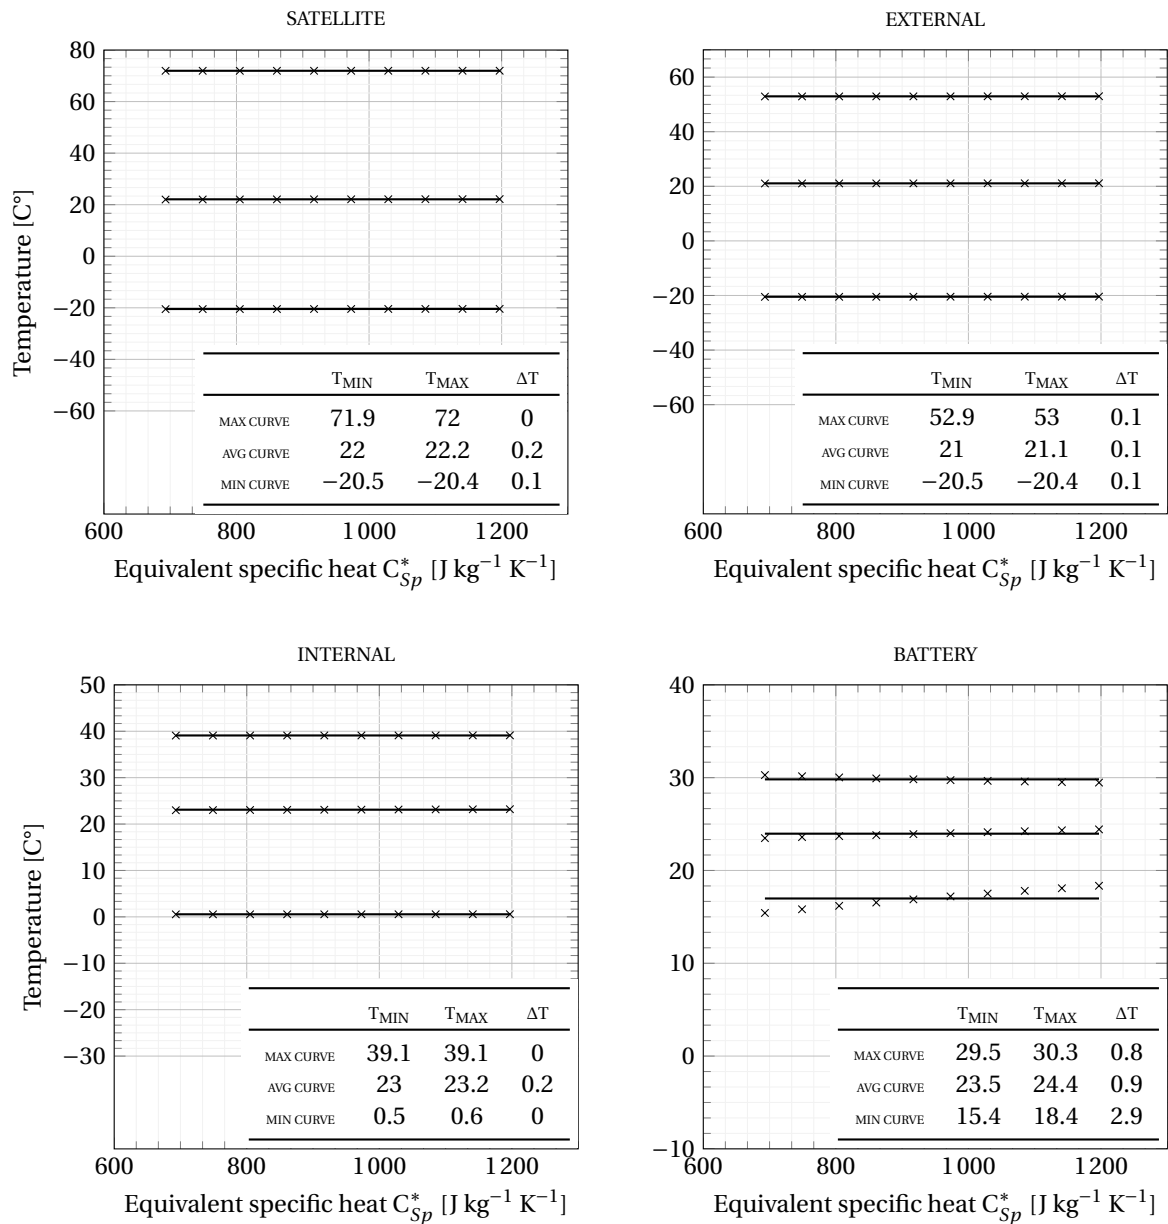 SATELLITE
80
60
40
20
0
−20
−40
−60
Temperature [C°]
T_MIN T_MAX ΔT
MAX CURVE 71.9 72 0
AVG CURVE 22 22.2 0.2
MIN CURVE −20.5 −20.4 0.1
600 800 1000 1200
Equivalent specific heat C*_Sp [J kg⁻¹ K⁻¹]
EXTERNAL
60
40
20
0
−20
−40
−60
T_MIN T_MAX ΔT
MAX CURVE 52.9 53 0.1
AVG CURVE 21 21.1 0.1
MIN CURVE −20.5 −20.4 0.1
600 800 1000 1200
Equivalent specific heat C*_Sp [J kg⁻¹ K⁻¹]
INTERNAL
50
40
30
20
10
0
−10
−20
−30
Temperature [C°]
T_MIN T_MAX ΔT
MAX CURVE 39.1 39.1 0
AVG CURVE 23 23.2 0.2
MIN CURVE 0.5 0.6 0
600 800 1000 1200
Equivalent specific heat C*_Sp [J kg⁻¹ K⁻¹]
BATTERY
40
30
20
10
0
−10
T_MIN T_MAX ΔT
MAX CURVE 29.5 30.3 0.8
AVG CURVE 23.5 24.4 0.9
MIN CURVE 15.4 18.4 2.9
600 800 1000 1200
Equivalent specific heat C*_Sp [J kg⁻¹ K⁻¹]